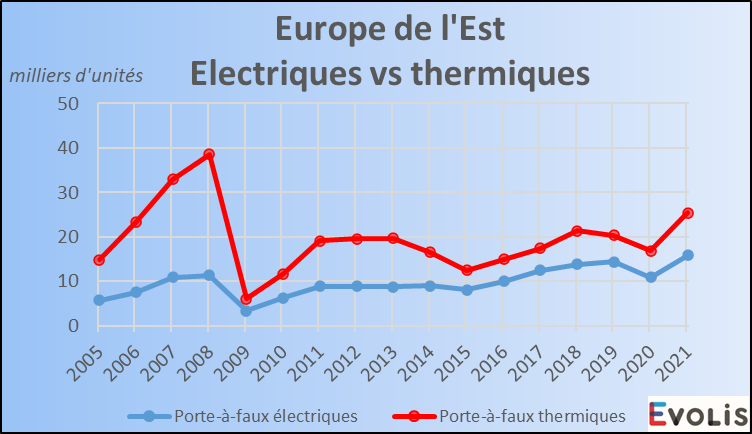 Europe de l'Est
Electriques vs thermiques
milliers d'unités
50
40
30
20
10
0
2005 2006 2007 2008 2009 2010 2011 2012 2013 2014 2015 2016 2017 2018 2019 2020 2021
Porte-à-faux électriques Porte-à-faux thermiques
EVOLIS